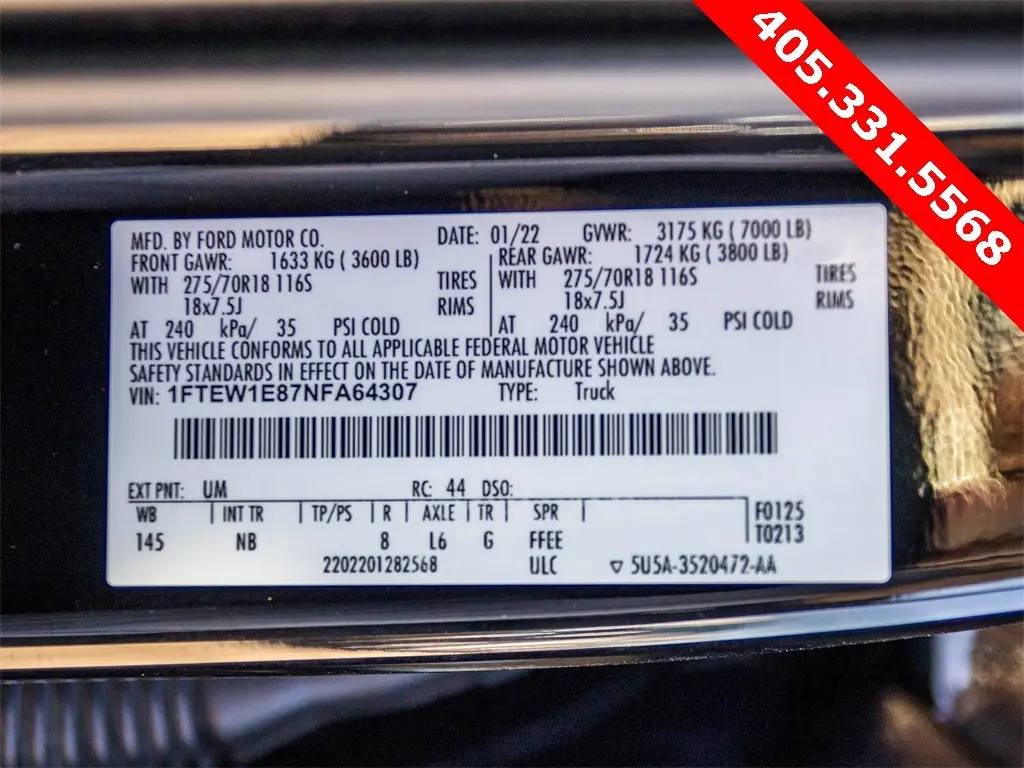 405.331.5568
MFD. BY FORD MOTOR CO. DATE: 01/22 GVWR: 3175 KG ( 7000 LB)
FRONT GAWR: 1633 KG ( 3600 LB) REAR GAWR: 1724 KG ( 3800 LB)
WITH 275/70R18 116S TIRES WITH 275/70R18 116S TIRES
18x7.5J RIMS 18x7.5J RIMS
AT 240 kPa/ 35 PSI COLD AT 240 kPa/ 35 PSI COLD
THIS VEHICLE CONFORMS TO ALL APPLICABLE FEDERAL MOTOR VEHICLE
SAFETY STANDARDS IN EFFECT ON THE DATE OF MANUFACTURE SHOWN ABOVE.
VIN: 1FTEW1E87NFA64307 TYPE: Truck
EXT PNT: UM RC: 44 DSO:
WB INT TR TP/PS R AXLE TR SPR F0125
145 NB 8 L6 G FFEE T0213
2202201282568 ULC ▽ 5U5A-3520472-AA